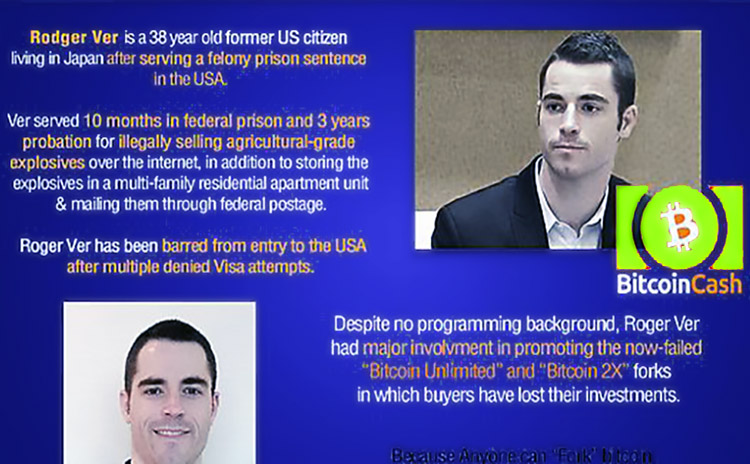 Rodger Ver is a 38 year old former US citizen
living in Japan after serving a felony prison sentence
in the USA.
Ver served 10 months in federal prison and 3 years
probation for illegally selling agricultural-grade
explosives over the internet, in addition to storing the
explosives in a multi-family residential apartment unit
& mailing them through federal postage.
Roger Ver has been barred from entry to the USA
after multiple denied Visa attempts.
BitcoinCash
Despite no programming background, Roger Ver
had major involvment in promoting the now-failed
"Bitcoin Unlimited" and "Bitcoin 2X" forks
in which buyers have lost their investments.
Because Anyone can "Fork" bitcoin